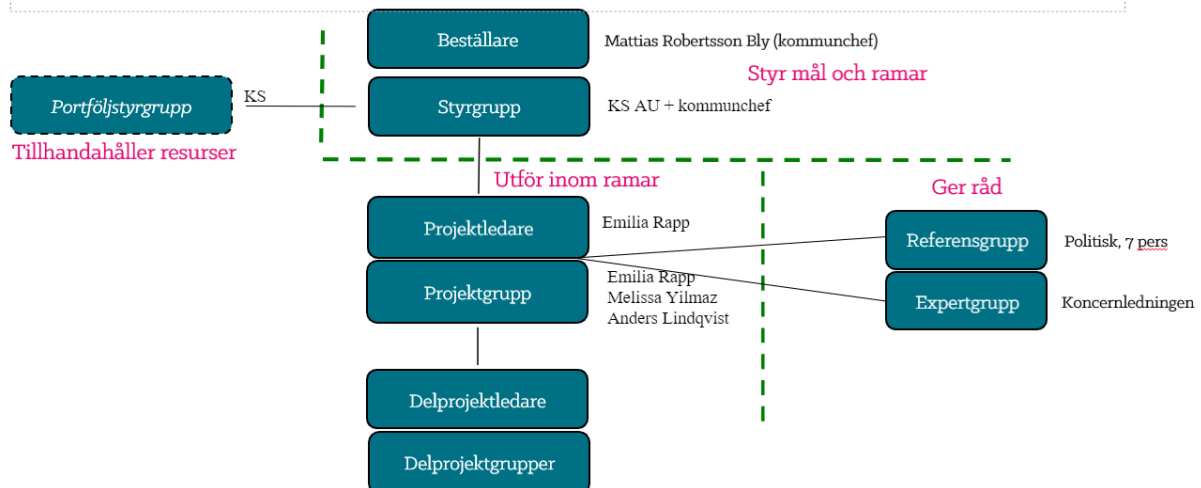 Beställare
Mattias Robertsson Bly (kommunchef)
Styr mål och ramar
Portföljstyrgrupp
KS
Styrgrupp
KS AU + kommunchef
Tillhandahåller resurser
Utför inom ramar
Ger råd
Projektledare
Emilia Rapp
Referensgrupp
Politisk, 7 pers
Projektgrupp
Emilia Rapp
Melissa Yilmaz
Anders Lindqvist
Expertgrupp
Koncernledningen
Delprojektledare
Delprojektgrupper